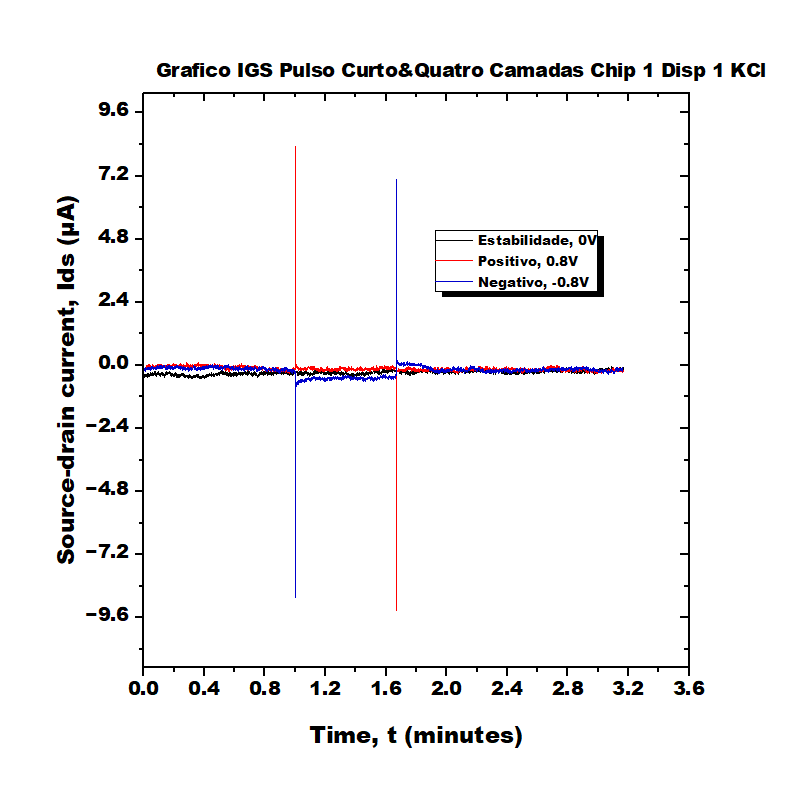 Grafico IGS Pulso Curto&Quatro Camadas Chip 1 Disp 1 KCl
9.6
7.2
4.8
2.4
0.0
−2.4
−4.8
−7.2
−9.6
Source-drain current, Ids (μA)
Estabilidade, 0V
Positivo, 0.8V
Negativo, -0.8V
0.0 0.4 0.8 1.2 1.6 2.0 2.4 2.8 3.2 3.6
Time, t (minutes)